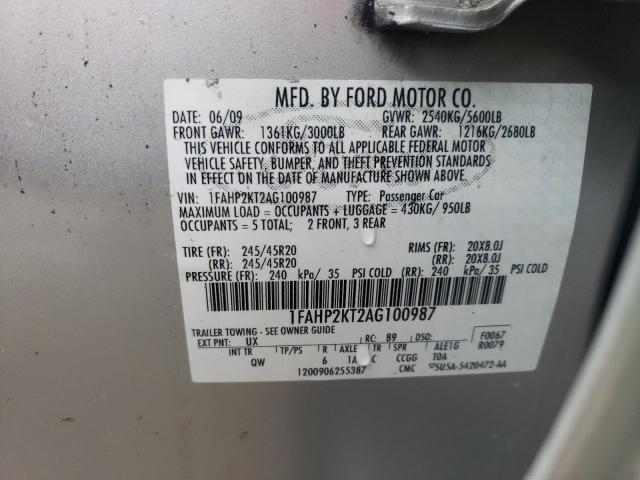 MFD. BY FORD MOTOR CO.
DATE: 06/09 GVWR: 2540KG/5600LB
FRONT GAWR: 1361KG/3000LB REAR GAWR: 1216KG/2680LB
THIS VEHICLE CONFORMS TO ALL APPLICABLE FEDERAL MOTOR
VEHICLE SAFETY, BUMPER, AND THEFT PREVENTION STANDARDS
IN EFFECT ON THE DATE OF MANUFACTURE SHOWN ABOVE.
VIN: 1FAHP2KT2AG100987 TYPE: Passenger Car
MAXIMUM LOAD = OCCUPANTS + LUGGAGE = 430KG/ 950LB
OCCUPANTS = 5 TOTAL; 2 FRONT, 3 REAR
TIRE (FR): 245/45R20 RIMS (FR): 20X8.0J
(RR): 245/45R20 (RR): 20X8.0J
PRESSURE (FR): 240 kPa/ 35 PSI COLD (RR): 240 kPa/ 35 PSI COLD
1FAHP2KT2AG100987
TRAILER TOWING - SEE OWNER GUIDE
EXT PNT: UX RC: 89 DSO: F0067
INT TR TP/PS R AXLE TR SPR ALE1G R0079
QW 6 1A C CCGG TOA
1200906255387 CMC 5U5A-5420472-AA